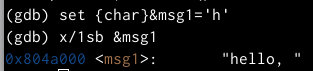 (gdb) set {char}&msg1='h'
(gdb) x/1sb &msg1
0x804a000 <msg1>:        "hello, "